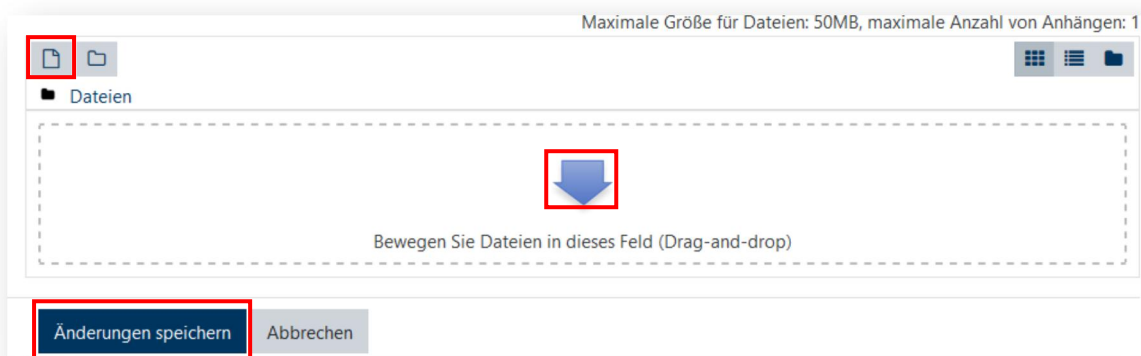 Maximale Größe für Dateien: 50MB, maximale Anzahl von Anhängen: 1
Dateien
Bewegen Sie Dateien in dieses Feld (Drag-and-drop)
Änderungen speichern Abbrechen